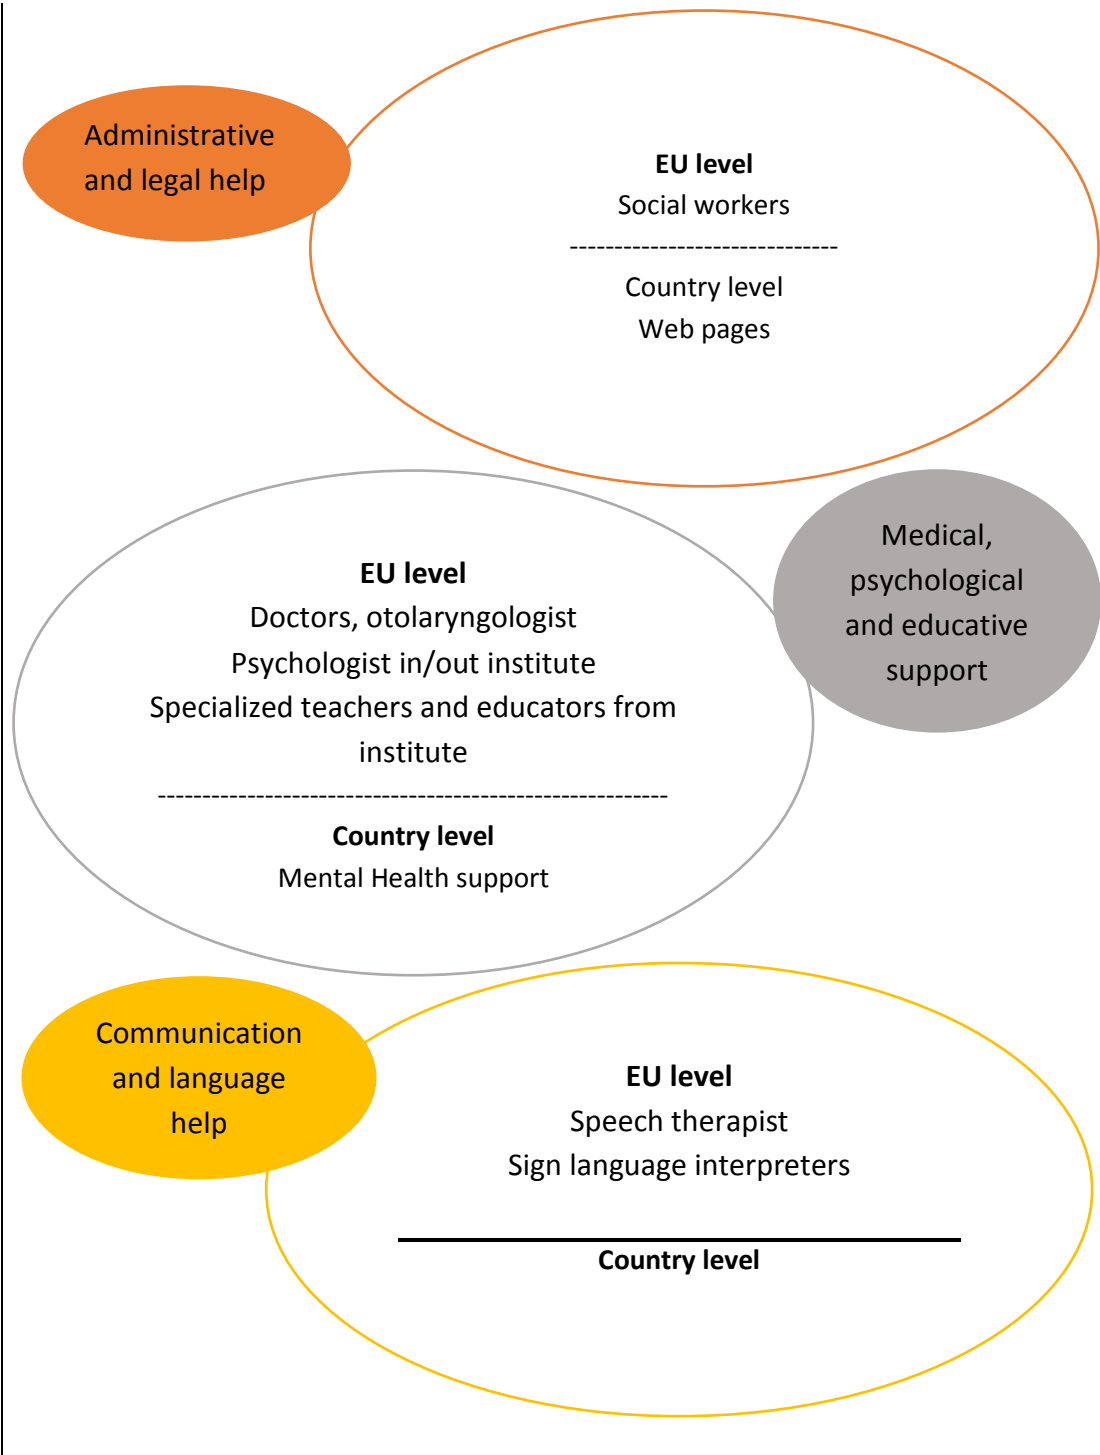 Administrative
and legal help
EU level
Social workers
------------------------------
Country level
Web pages
Medical,
psychological
and educative
support
EU level
Doctors, otolaryngologist
Psychologist in/out institute
Specialized teachers and educators from
institute
---------------------------------------------------------
Country level
Mental Health support
Communication
and language
help
EU level
Speech therapist
Sign language interpreters
Country level